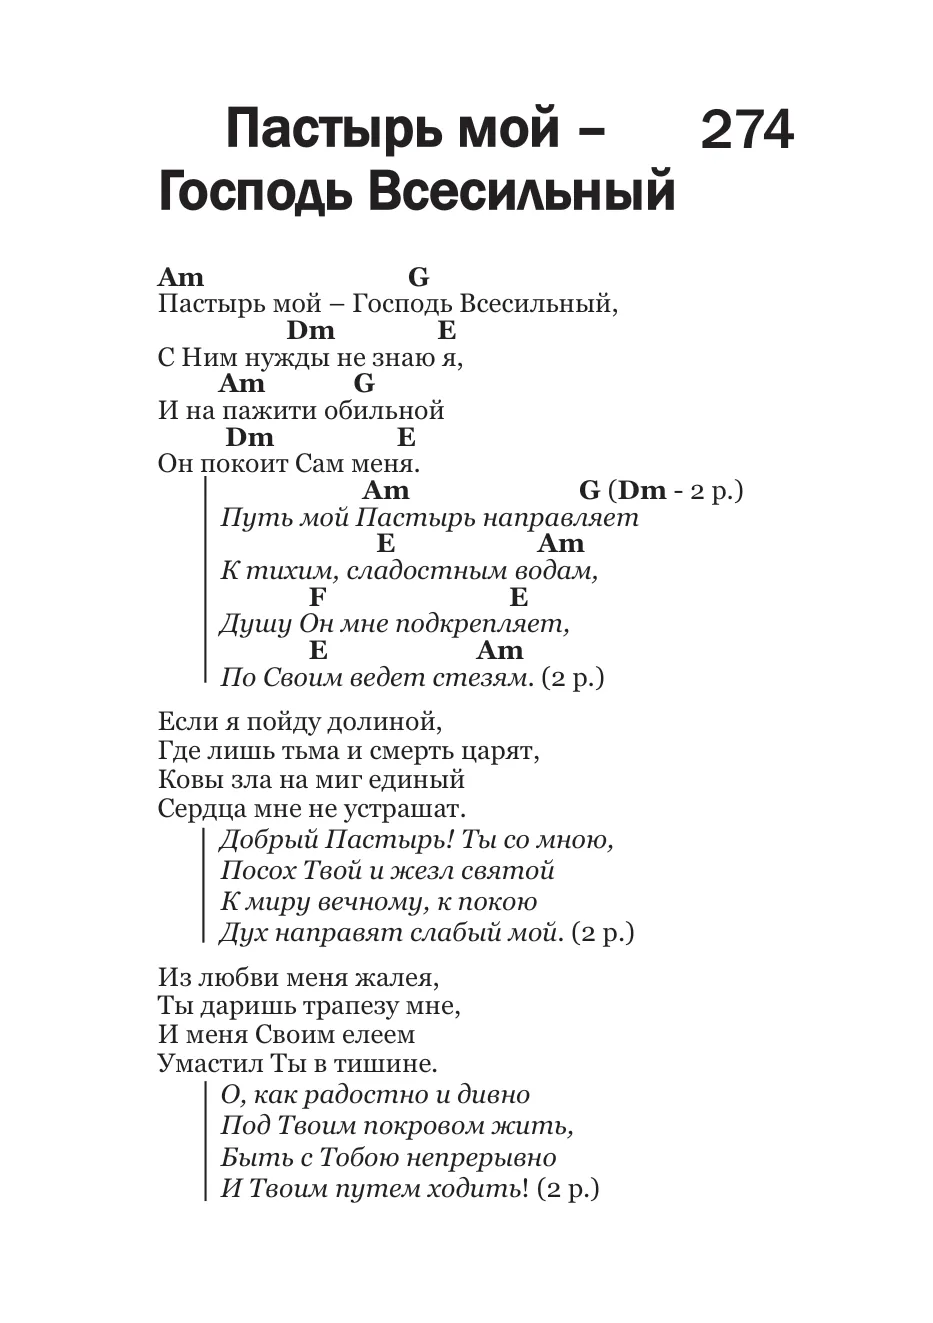 Пастырь мой – 274
Господь Всесильный
Am G
Пастырь мой – Господь Всесильный,
Dm E
С Ним нужды не знаю я,
Am G
И на пажити обильной
Dm E
Он покоит Сам меня.
Am G (Dm - 2 р.)
Путь мой Пастырь направляет
E Am
К тихим, сладостным водам,
F E
Душу Он мне подкрепляет,
E Am
По Своим ведет стезям. (2 р.)
Если я пойду долиной,
Где лишь тьма и смерть царят,
Ковы зла на миг единый
Сердца мне не устрашат.
Добрый Пастырь! Ты со мною,
Посох Твой и жезл святой
К миру вечному, к покою
Дух направят слабый мой. (2 р.)
Из любви меня жалея,
Ты даришь трапезу мне,
И меня Своим елеем
Умастил Ты в тишине.
О, как радостно и дивно
Под Твоим покровом жить,
Быть с Тобою непрерывно
И Твоим путем ходить! (2 р.)